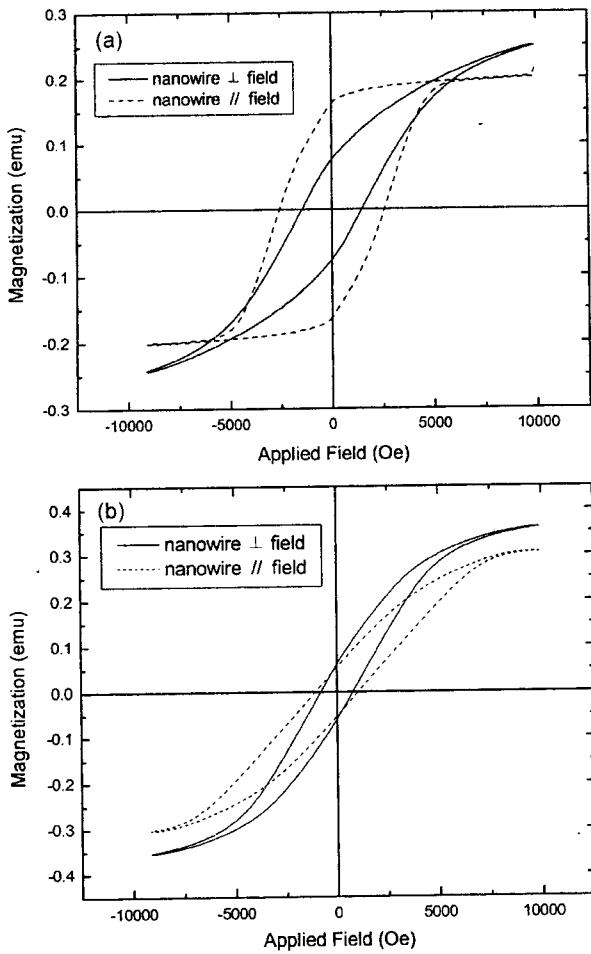 (a)
nanowire ⊥ field
nanowire // field
0.3
0.2
0.1
0.0
-0.1
-0.2
-0.3
Magnetization (emu)
-10000
-5000
0
5000
10000
Applied Field (Oe)
(b)
nanowire ⊥ field
nanowire // field
0.4
0.3
0.2
0.1
0.0
-0.1
-0.2
-0.3
-0.4
Magnetization (emu)
-10000
-5000
0
5000
10000
Applied Field (Oe)